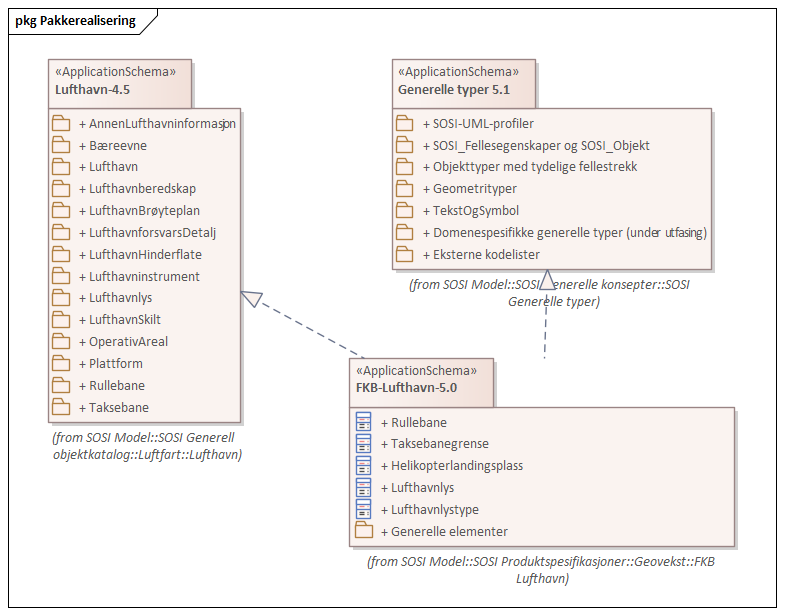 pkg Pakkerealisering
«ApplicationSchema»
Lufthavn-4.5
+ AnnenLufthavninformasjon
+ Bæreevne
+ Lufthavn
+ Lufthavnberedskap
+ LufthavnBrøyteplan
+ LufthavnforsvarsDetalj
+ LufthavnHinderflate
+ Lufthavninstrument
+ Lufthavnlys
+ LufthavnSkilt
+ OperativAreal
+ Plattform
+ Rullebane
+ Taksebane
(from SOSI Model::SOSI Generell
objektkatalog::Luftfart::Lufthavn)
«ApplicationSchema»
Generelle typer 5.1
+ SOSI-UML-profiler
+ SOSI_Fellesegenskaper og SOSI_Objekt
+ Objekttyper med tydelige fellestrekk
+ Geometrityper
+ TekstOgSymbol
+ Domenespesifikke generelle typer (under utfasing)
+ Eksterne kodelister
(from SOSI Model::SOSI Generelle konsepter::SOSI
Generelle typer)
«ApplicationSchema»
FKB-Lufthavn-5.0
+ Rullebane
+ Taksebanegrense
+ Helikopterlandingsplass
+ Lufthavnlys
+ Lufthavnlystype
+ Generelle elementer
(from SOSI Model::SOSI Produktspesifikasjoner::Geovekst::FKB
Lufthavn)